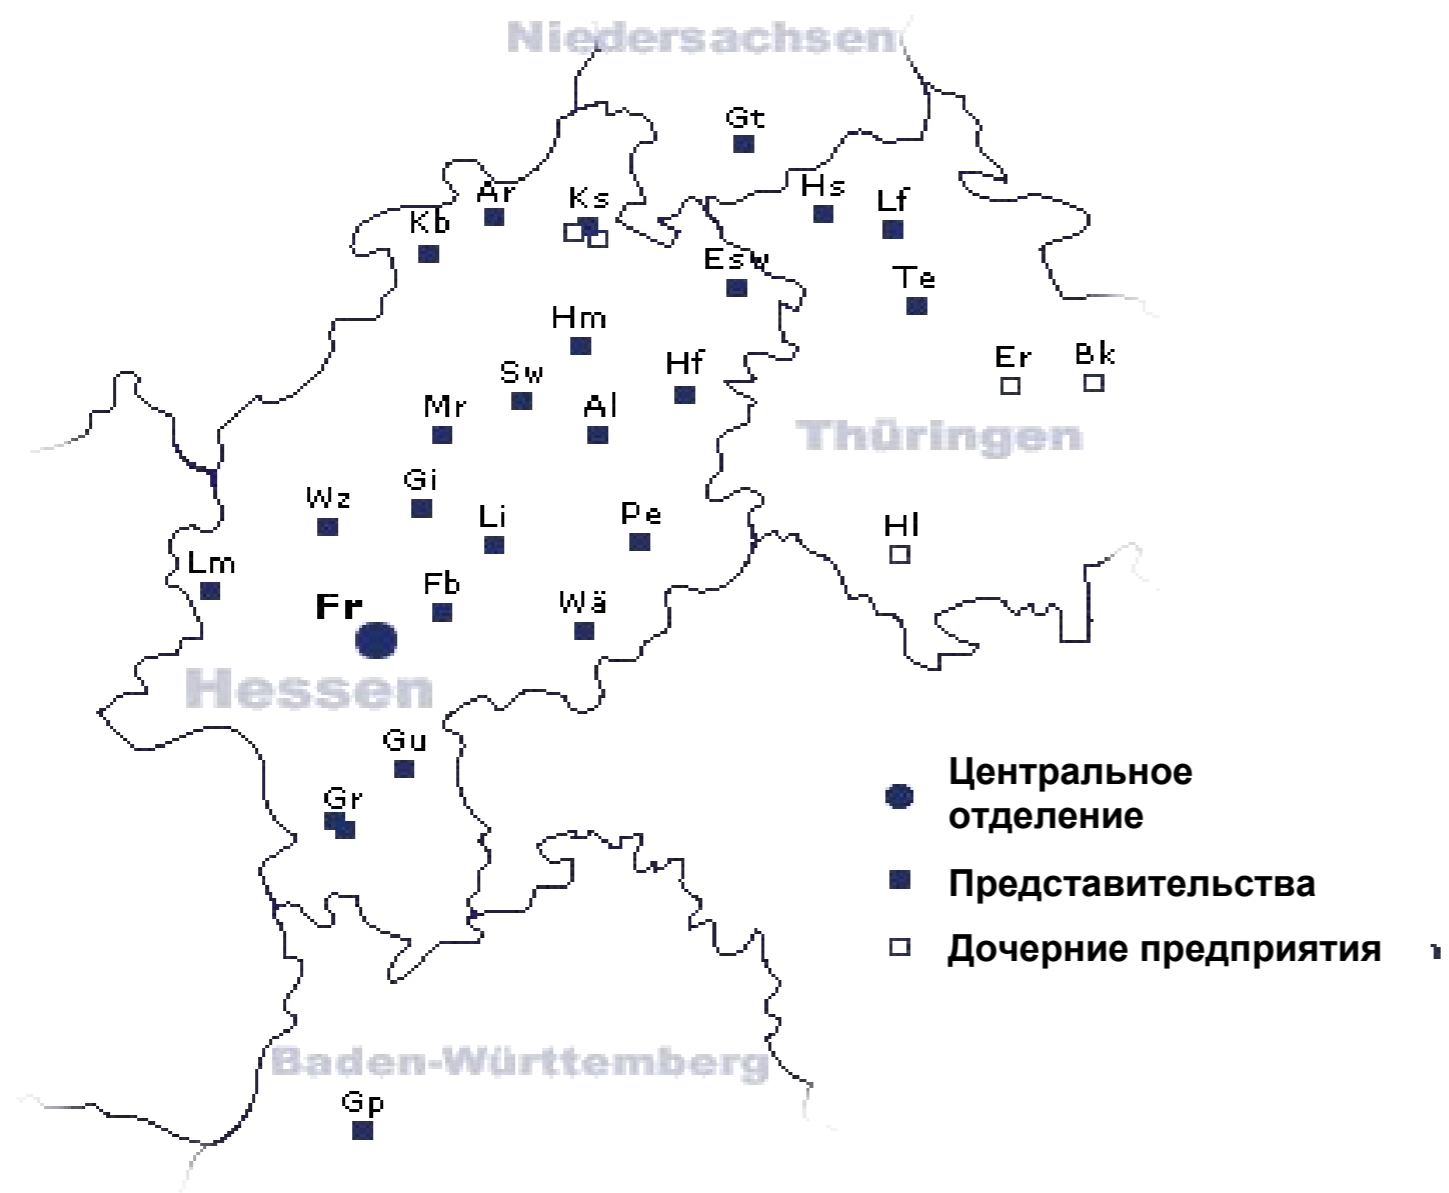 Niedersachsen
Gt
Ar
Ks
Hs
Lf
Kb
Esw
Te
Hm
Hf
Er
Bk
Sw
Mr
Al
Thüringen
Gi
Wz
Li
Pe
Hl
Lm
Fb
Fr
Wä
Hessen
Gu
Gr
Центральное
отделение
Представительства
Дочерние предприятия
Baden-Württemberg
Gp